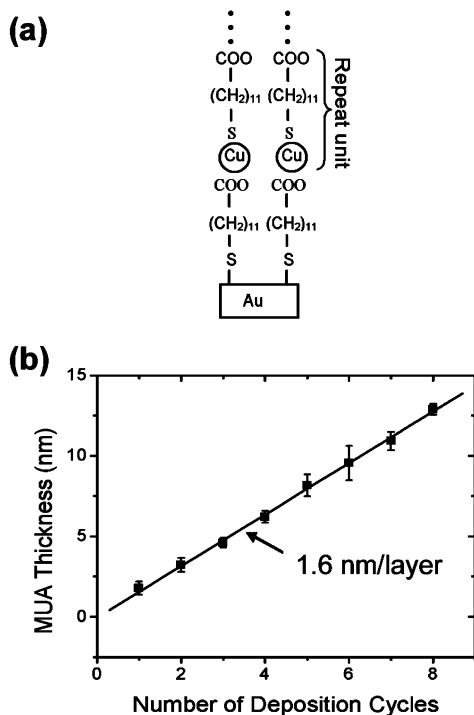 (a)
COO COO
(CH₂)₁₁ (CH₂)₁₁
S S
Cu Cu
Repeat unit
COO COO
(CH₂)₁₁ (CH₂)₁₁
S S
Au
(b)
MUA Thickness (nm)
15
10
5
0
1.6 nm/layer
0 2 4 6 8
Number of Deposition Cycles